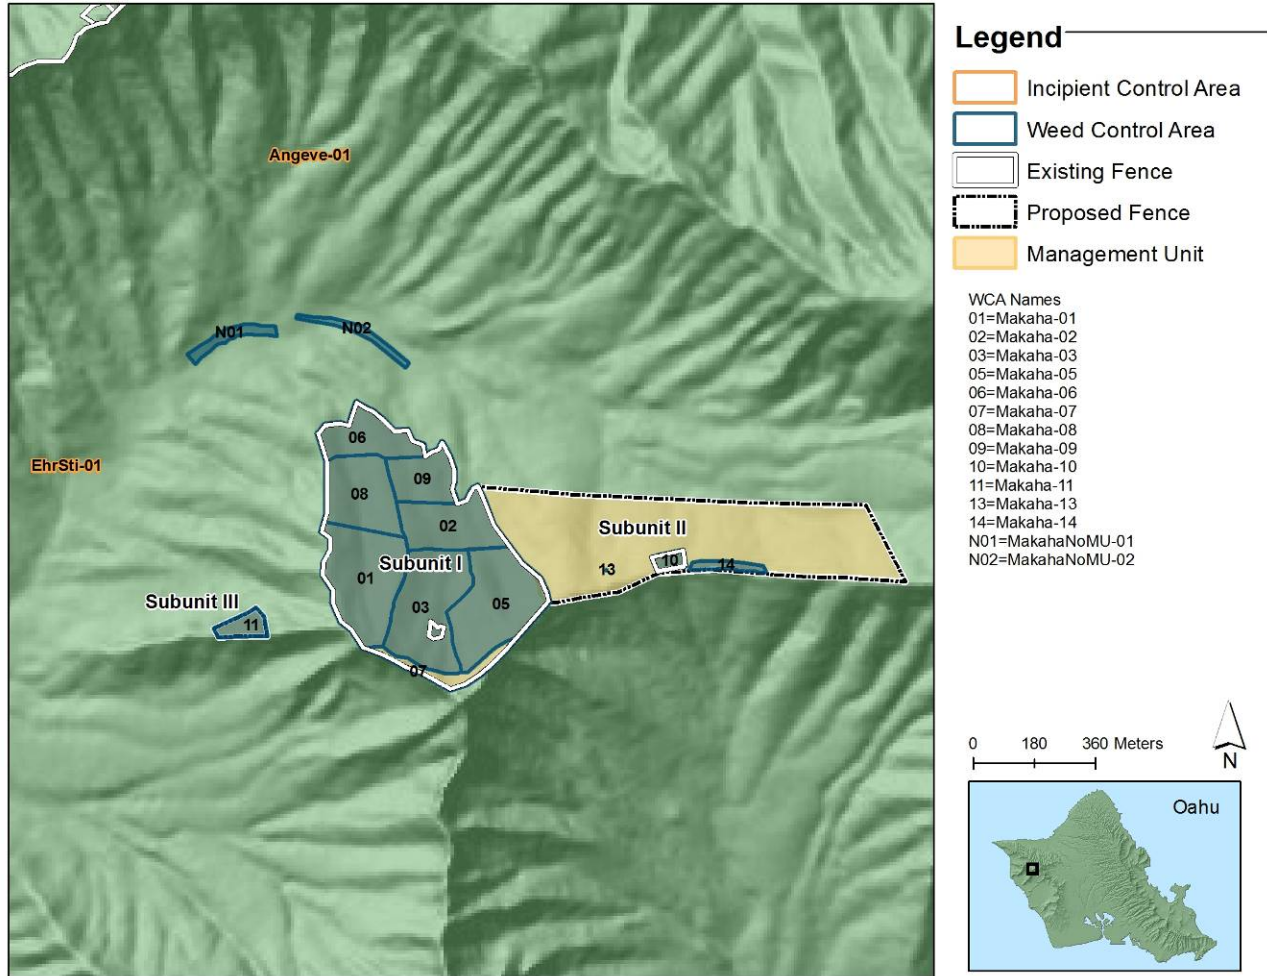 Legend
Incipient Control Area
Weed Control Area
Existing Fence
Proposed Fence
Management Unit
WCA Names
01=Makaha-01
02=Makaha-02
03=Makaha-03
05=Makaha-05
06=Makaha-06
07=Makaha-07
08=Makaha-08
09=Makaha-09
10=Makaha-10
11=Makaha-11
13=Makaha-13
14=Makaha-14
N01=MakahaNoMU-01
N02=MakahaNoMU-02
Angeve-01
N01
N02
06
EhrSti-01
09
08
02
Subunit II
Subunit I
10
14
13
01
Subunit III
03
05
11
07
0 180 360 Meters
N
Oahu